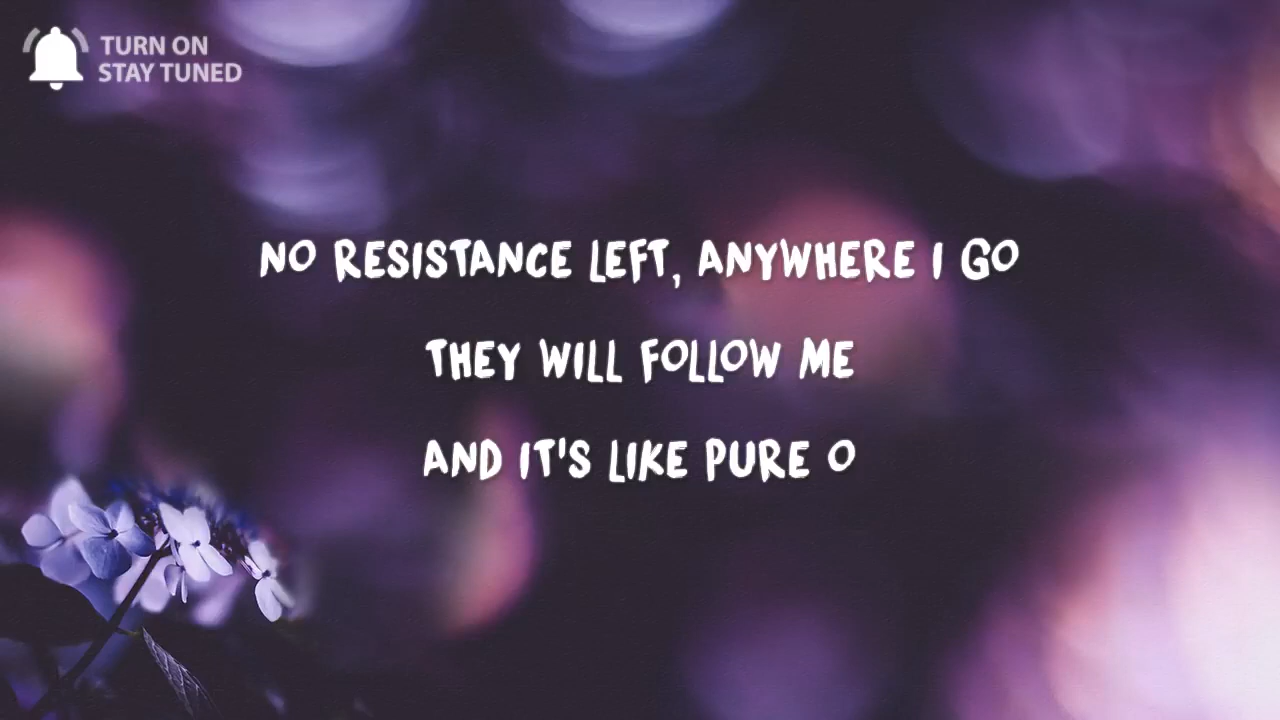 TURN ON
STAY TUNED
NO RESISTANCE LEFT, ANYWHERE I GO
THEY WILL FOLLOW ME
AND IT'S LIKE PURE O